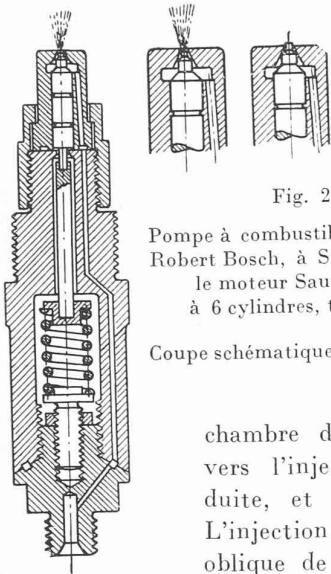 Fig. 2
Pompe à combustib
Robert Bosch, à S
le moteur Sau
à 6 cylindres, t
Coupe schématique
chambre d
vers l'inje
duite, et
L'injection
oblique de